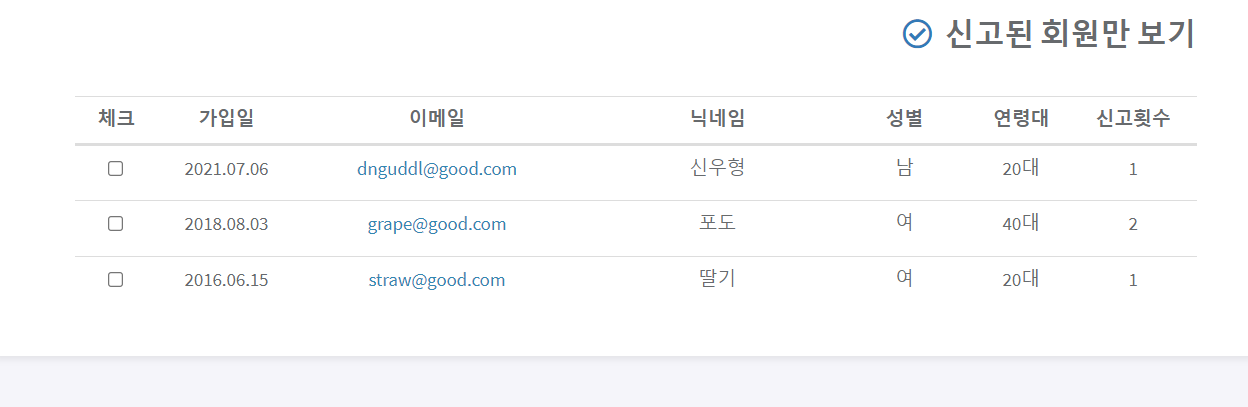 신고된 회원만 보기
체크 가입일 이메일 닉네임 성별 연령대 신고횟수
2021.07.06 dnguddl@good.com 신우형 남 20대 1
2018.08.03 grape@good.com 포도 여 40대 2
2016.06.15 straw@good.com 딸기 여 20대 1